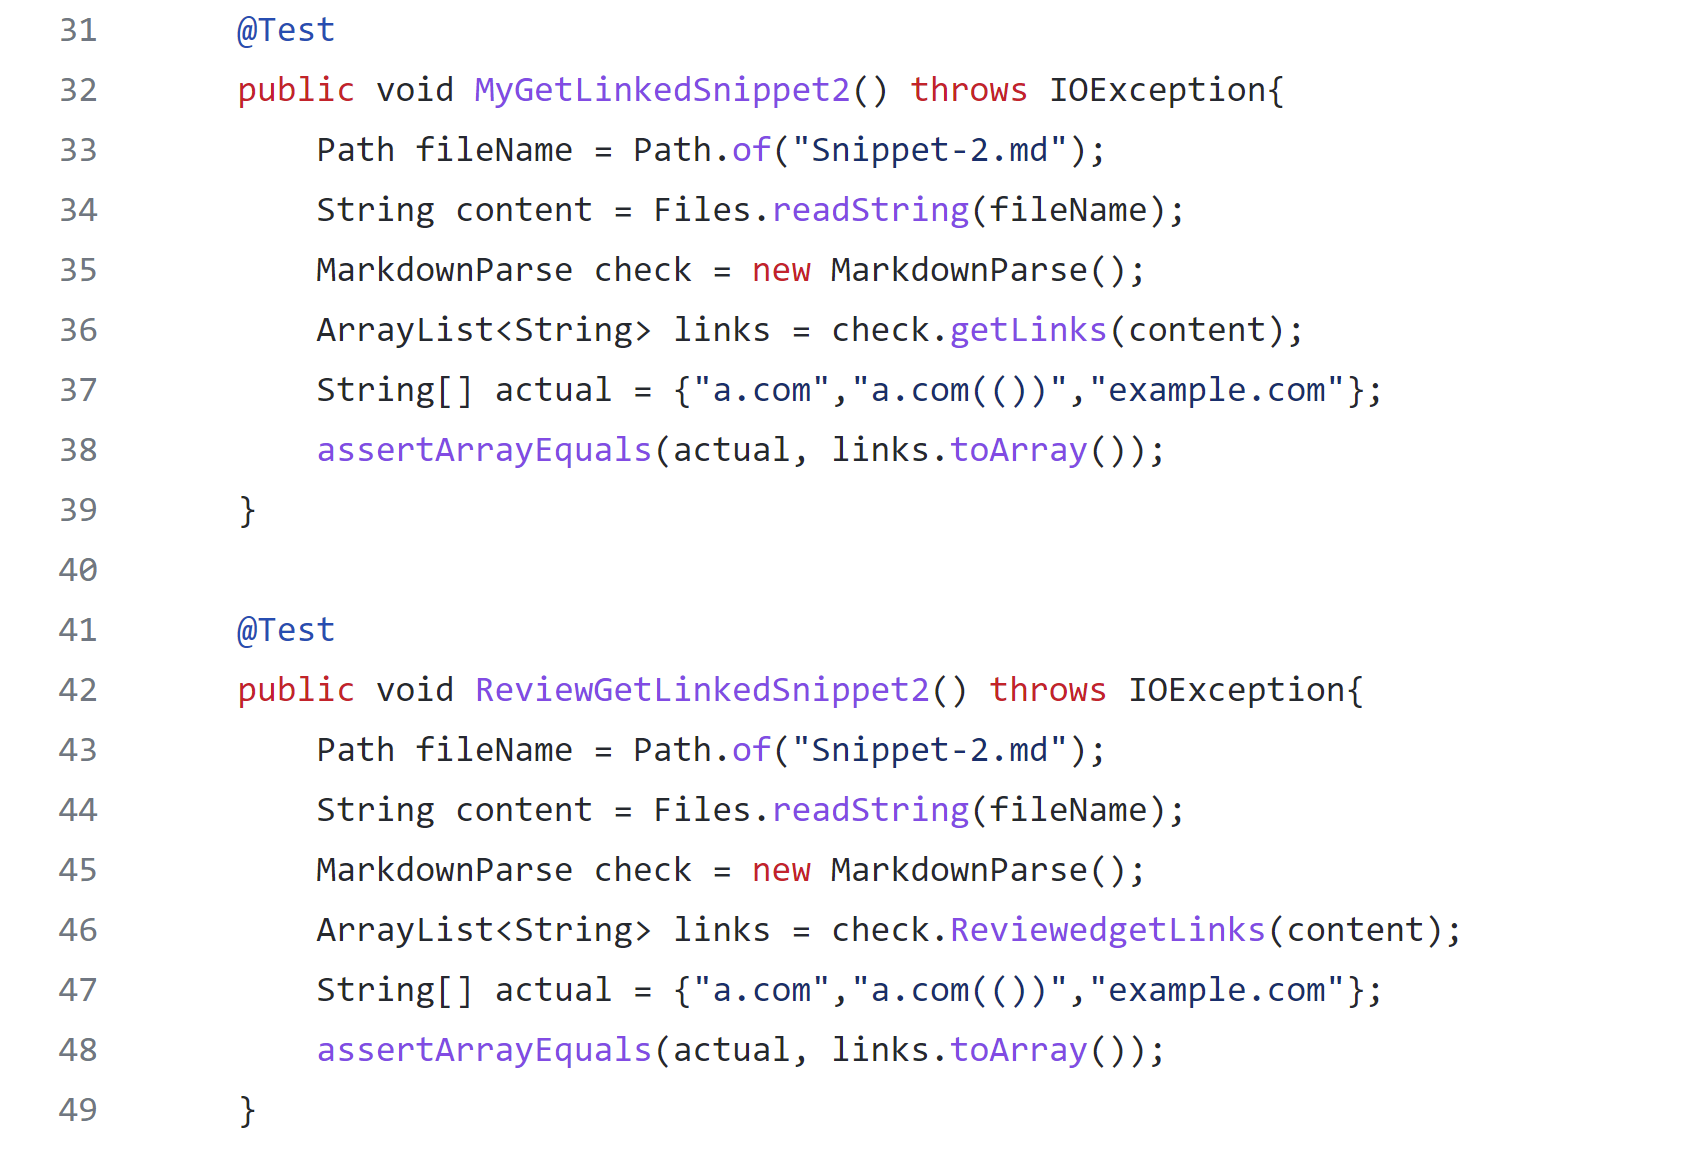 31 @Test
32 public void MyGetLinkedSnippet2() throws IOException{
33 Path fileName = Path.of("Snippet-2.md");
34 String content = Files.readString(fileName);
35 MarkdownParse check = new MarkdownParse();
36 ArrayList<String> links = check.getLinks(content);
37 String[] actual = {"a.com","a.com(())","example.com"};
38 assertArrayEquals(actual, links.toArray());
39 }
40
41 @Test
42 public void ReviewGetLinkedSnippet2() throws IOException{
43 Path fileName = Path.of("Snippet-2.md");
44 String content = Files.readString(fileName);
45 MarkdownParse check = new MarkdownParse();
46 ArrayList<String> links = check.ReviewedgetLinks(content);
47 String[] actual = {"a.com","a.com(())","example.com"};
48 assertArrayEquals(actual, links.toArray());
49 }